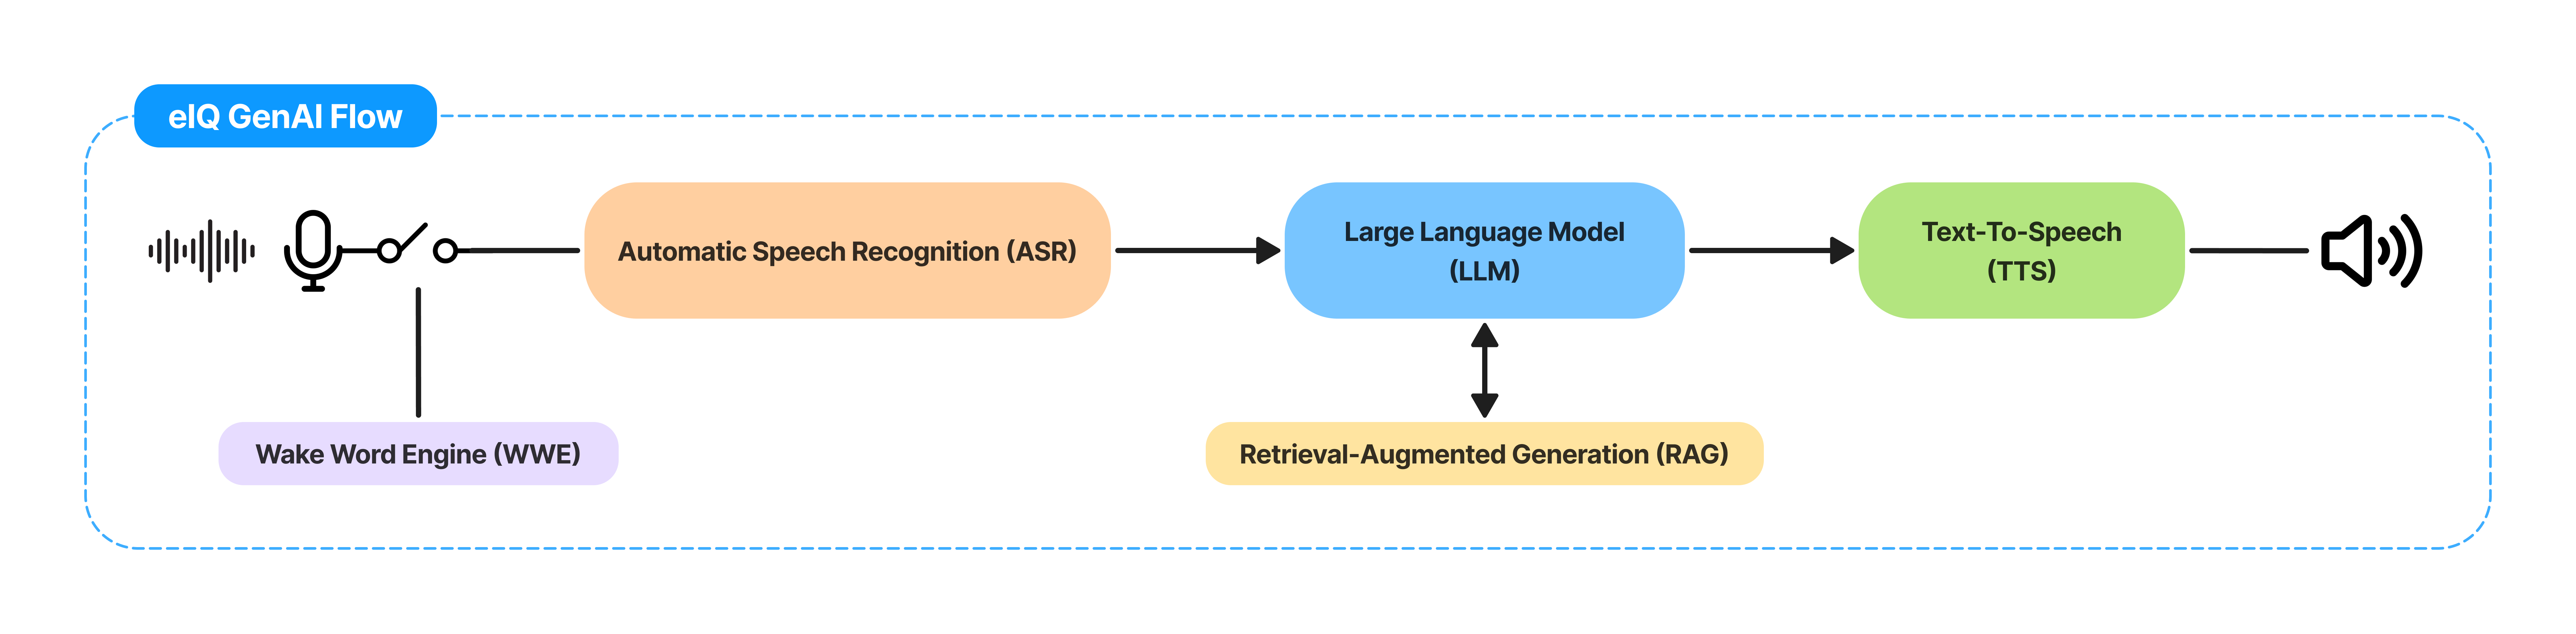 eIQ GenAI Flow
Automatic Speech Recognition (ASR)
Large Language Model
(LLM)
Text-To-Speech
(TTS)
Wake Word Engine (WWE)
Retrieval-Augmented Generation (RAG)